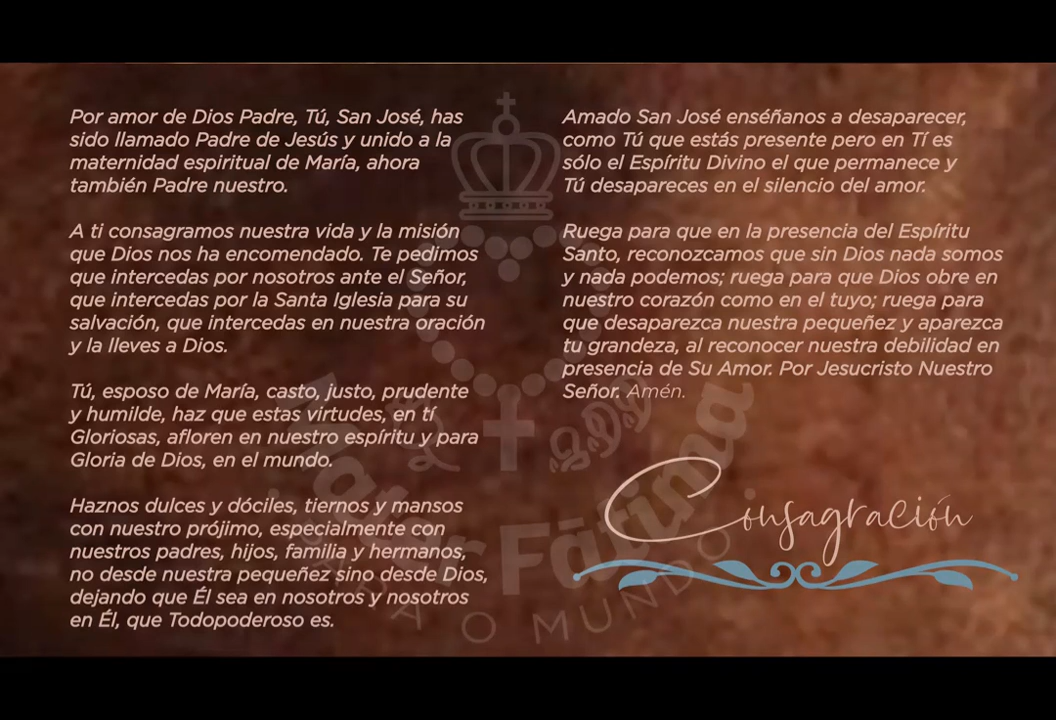 Por amor de Dios Padre, Tú, San José, has
sido llamado Padre de Jesús y unido a la
maternidad espiritual de María, ahora
también Padre nuestro.
A ti consagramos nuestra vida y la misión
que Dios nos ha encomendado. Te pedimos
que intercedas por nosotros ante el Señor,
que intercedas por la Santa Iglesia para su
salvación, que intercedas en nuestra oración
y la lleves a Dios.
Tú, esposo de María, casto, justo, prudente
y humilde, haz que estas virtudes, en tí
Gloriosas, afloren en nuestro espíritu y para
Gloria de Dios, en el mundo.
Haznos dulces y dóciles, tiernos y mansos
con nuestro prójimo, especialmente con
nuestros padres, hijos, familia y hermanos,
no desde nuestra pequeñez sino desde Dios,
dejando que Él sea en nosotros y nosotros
en Él, que Todopoderoso es.
Amado San José enséñanos a desaparecer,
como Tú que estás presente pero en Tí es
sólo el Espíritu Divino el que permanece y
Tú desapareces en el silencio del amor.
Ruega para que en la presencia del Espíritu
Santo, reconozcamos que sin Dios nada somos
y nada podemos; ruega para que Dios obre en
nuestro corazón como en el tuyo; ruega para
que desaparezca nuestra pequeñez y aparezca
tu grandeza, al reconocer nuestra debilidad en
presencia de Su Amor. Por Jesucristo Nuestro
Señor. Amén.
Consagración
Fátima
O MUNDO